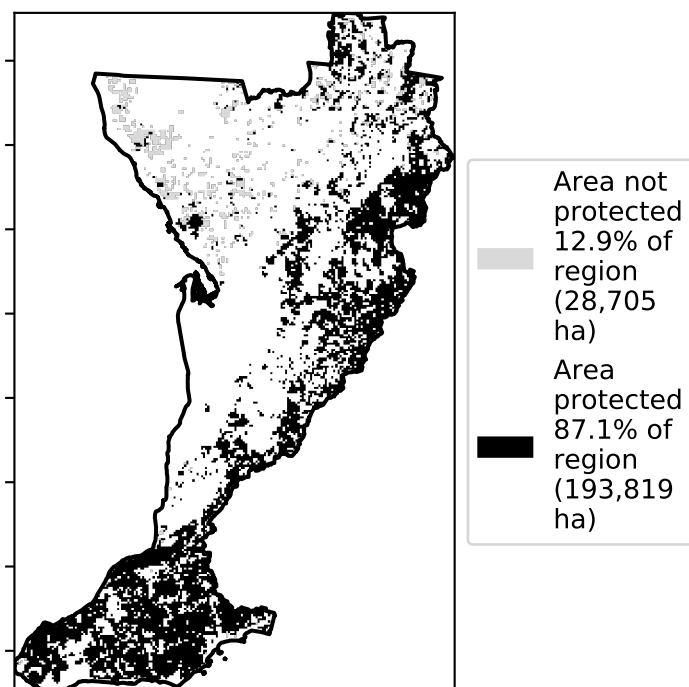 Area not
protected
12.9% of
region
(28,705
ha)
Area
protected
87.1% of
region
(193,819
ha)